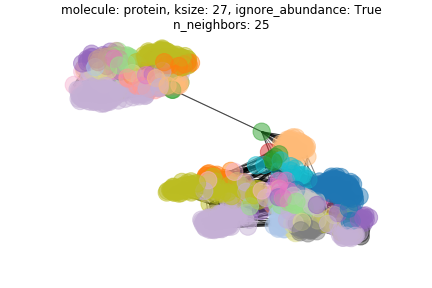 molecule: protein, ksize: 27, ignore_abundance: True
n_neighbors: 25